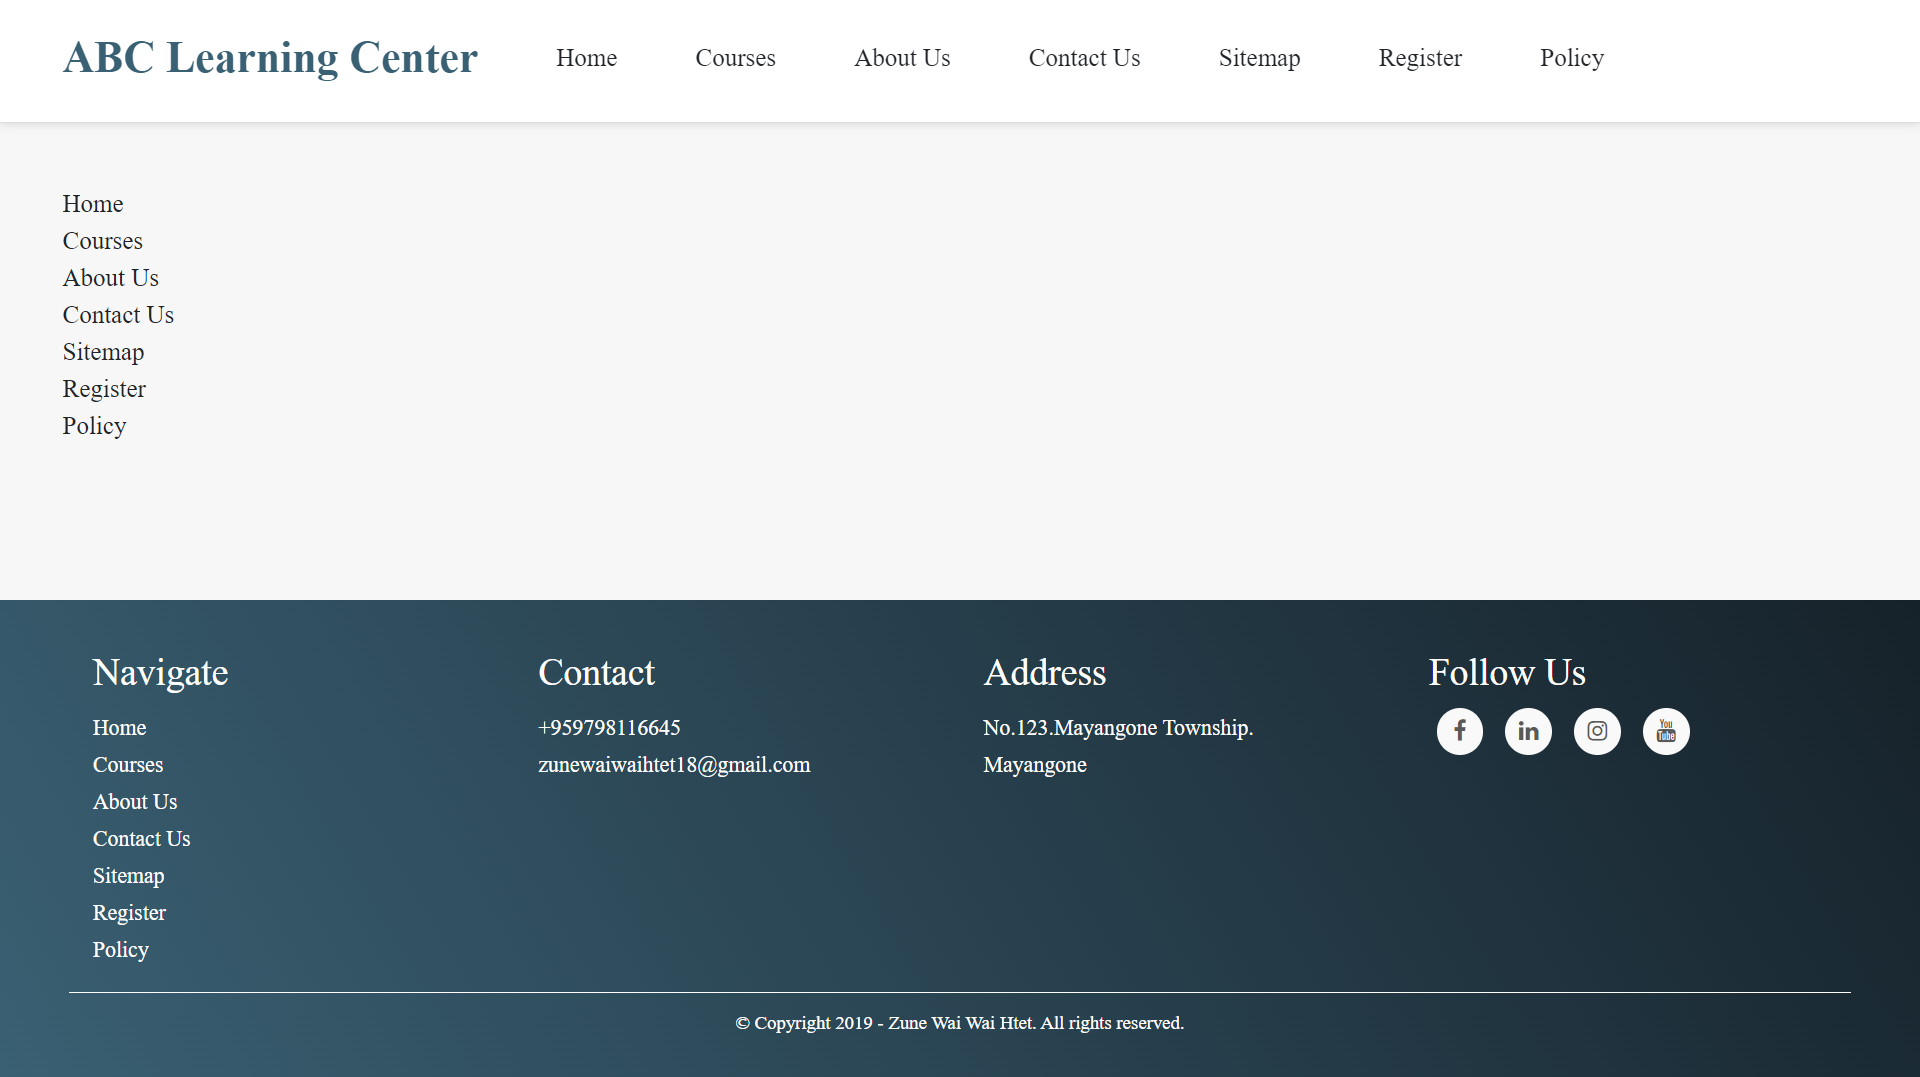 ABC Learning Center Home Courses About Us Contact Us Sitemap Register Policy
Home
Courses
About Us
Contact Us
Sitemap
Register
Policy
Navigate
Home
Courses
About Us
Contact Us
Sitemap
Register
Policy
Contact
+959798116645
zunewaiwaihtet18@gmail.com
Address
No.123.Mayangone Township.
Mayangone
Follow Us
You
Tube
© Copyright 2019 - Zune Wai Wai Htet. All rights reserved.